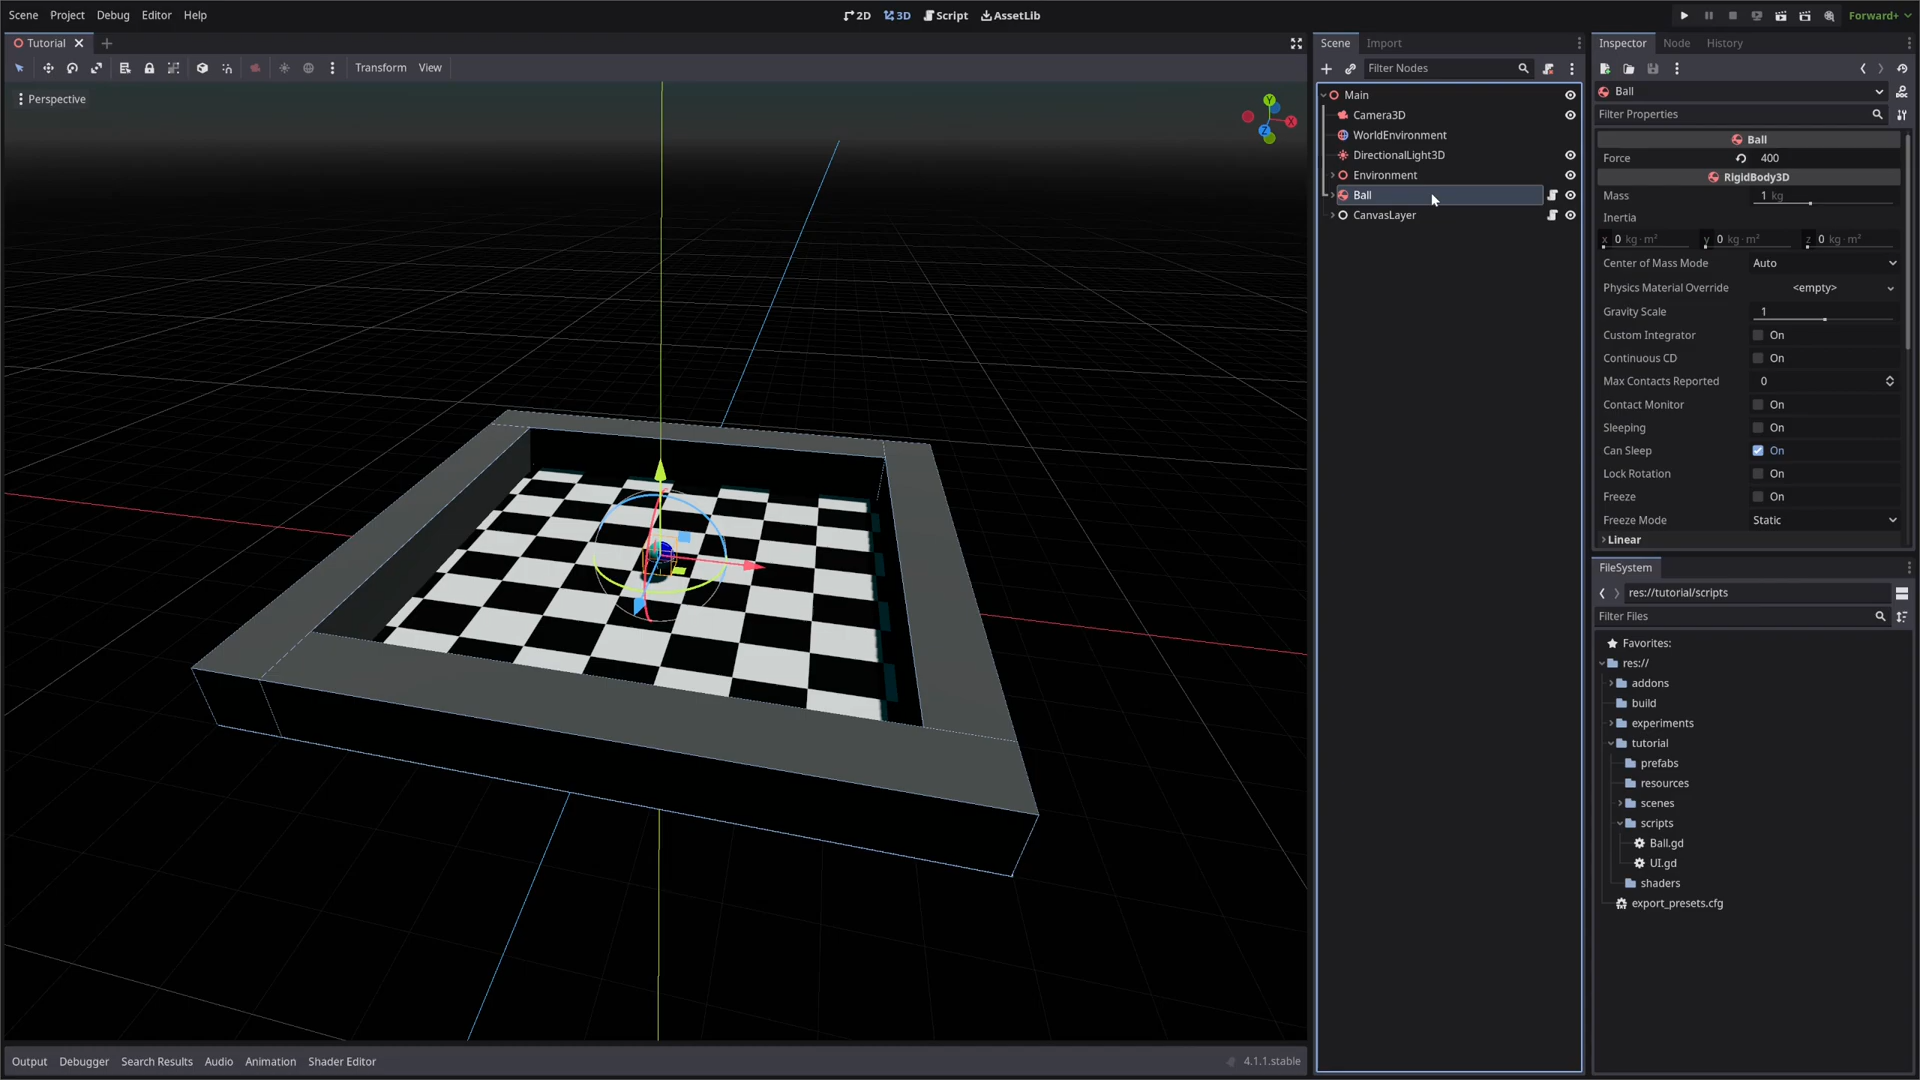 Scene Project Debug Editor Help
2D 3D Script AssetLib
Forward+
Tutorial
Transform View
Perspective
Y
X
Z
Output Debugger Search Results Audio Animation Shader Editor
4.1.1.stable
Scene Import
Filter Nodes
Main
Camera3D
WorldEnvironment
DirectionalLight3D
Environment
Ball
CanvasLayer
Inspector Node History
Ball
Filter Properties
Ball
Force 400
RigidBody3D
Mass 1 kg
Inertia
x 0 kg·m² y 0 kg·m² z 0 kg·m²
Center of Mass Mode Auto
Physics Material Override <empty>
Gravity Scale 1
Custom Integrator On
Continuous CD On
Max Contacts Reported 0
Contact Monitor On
Sleeping On
Can Sleep On
Lock Rotation On
Freeze On
Freeze Mode Static
Linear
FileSystem
res://tutorial/scripts
Filter Files
Favorites:
res://
addons
build
experiments
tutorial
prefabs
resources
scenes
scripts
Ball.gd
UI.gd
shaders
export_presets.cfg